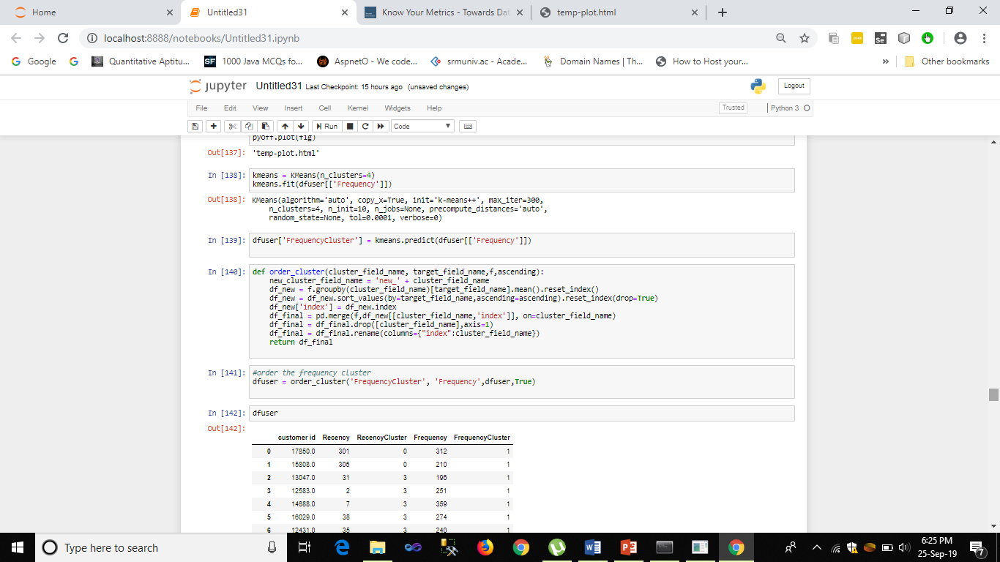 Home
Untitled31
Know Your Metrics - Towards Dat
temp-plot.html
localhost:8888/notebooks/Untitled31.ipynb
Google
Quantitative Aptitu...
1000 Java MCQs fo...
AspnetO - We code...
srmuniv.ac - Acade...
Domain Names | Th...
How to Host your...
»
Other bookmarks
jupyter Untitled31 Last Checkpoint: 15 hours ago (unsaved changes)
Logout
File Edit View Insert Cell Kernel Widgets Help
Trusted
Python 3
Run
Code
pyoff.plot(fig)
Out[137]: 'temp-plot.html'
In [138]: kmeans = KMeans(n_clusters=4)
kmeans.fit(dfuser[['Frequency']])
Out[138]: KMeans(algorithm='auto', copy_x=True, init='k-means++', max_iter=300,
n_clusters=4, n_init=10, n_jobs=None, precompute_distances='auto',
random_state=None, tol=0.0001, verbose=0)
In [139]: dfuser['FrequencyCluster'] = kmeans.predict(dfuser[['Frequency']])
In [140]: def order_cluster(cluster_field_name, target_field_name,f,ascending):
new_cluster_field_name = 'new_' + cluster_field_name
df_new = f.groupby(cluster_field_name)[target_field_name].mean().reset_index()
df_new = df_new.sort_values(by=target_field_name,ascending=ascending).reset_index(drop=True)
df_new['index'] = df_new.index
df_final = pd.merge(f,df_new[[cluster_field_name,'index']], on=cluster_field_name)
df_final = df_final.drop([cluster_field_name],axis=1)
df_final = df_final.rename(columns={"index":cluster_field_name})
return df_final
In [141]: #order the frequency cluster
dfuser = order_cluster('FrequencyCluster', 'Frequency',dfuser,True)
In [142]: dfuser
Out[142]:
customer id Recency RecencyCluster Frequency FrequencyCluster
0 17850.0 301 0 312 1
1 15808.0 305 0 210 1
2 13047.0 31 3 196 1
3 12583.0 2 3 251 1
4 14688.0 7 3 359 1
5 16029.0 38 3 274 1
6 12431.0 35 3 240 1
Type here to search
6:25 PM
25-Sep-19
7